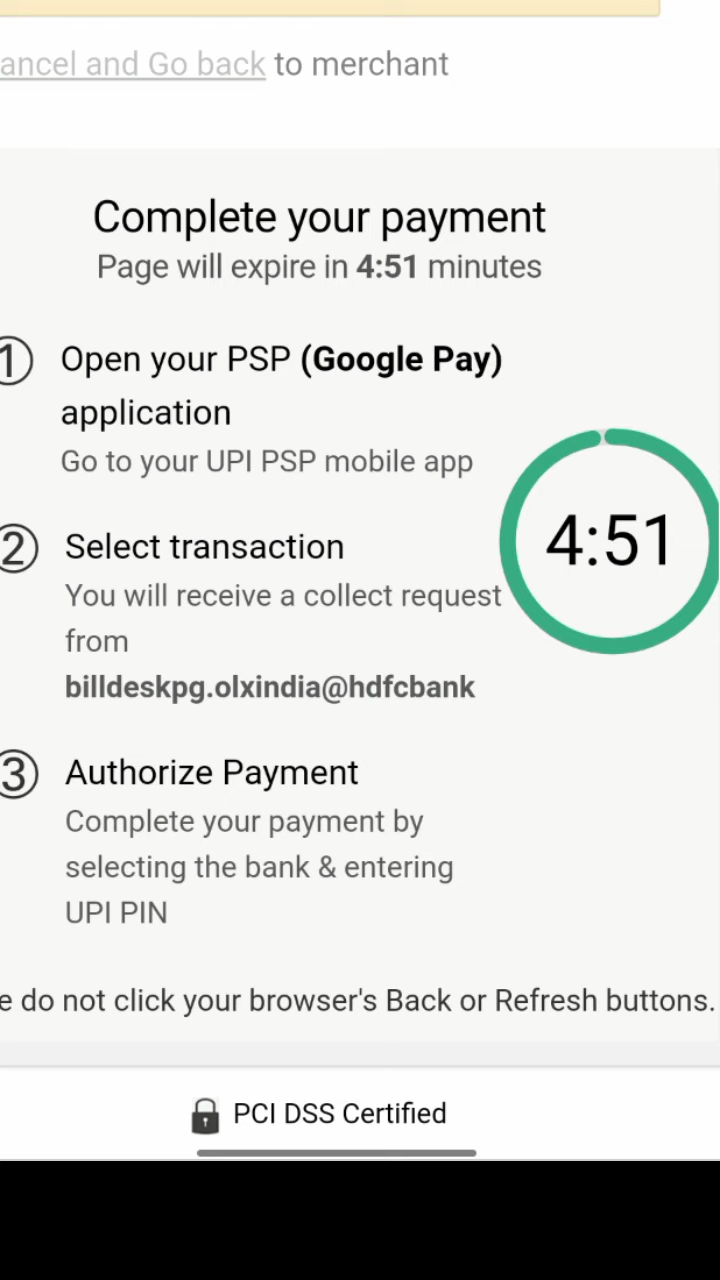 ancel and Go back to merchant
Complete your payment
Page will expire in 4:51 minutes
1 Open your PSP (Google Pay)
application
Go to your UPI PSP mobile app
4:51
2 Select transaction
You will receive a collect request
from
billdeskpg.olxindia@hdfcbank
3 Authorize Payment
Complete your payment by
selecting the bank & entering
UPI PIN
e do not click your browser's Back or Refresh buttons.
PCI DSS Certified